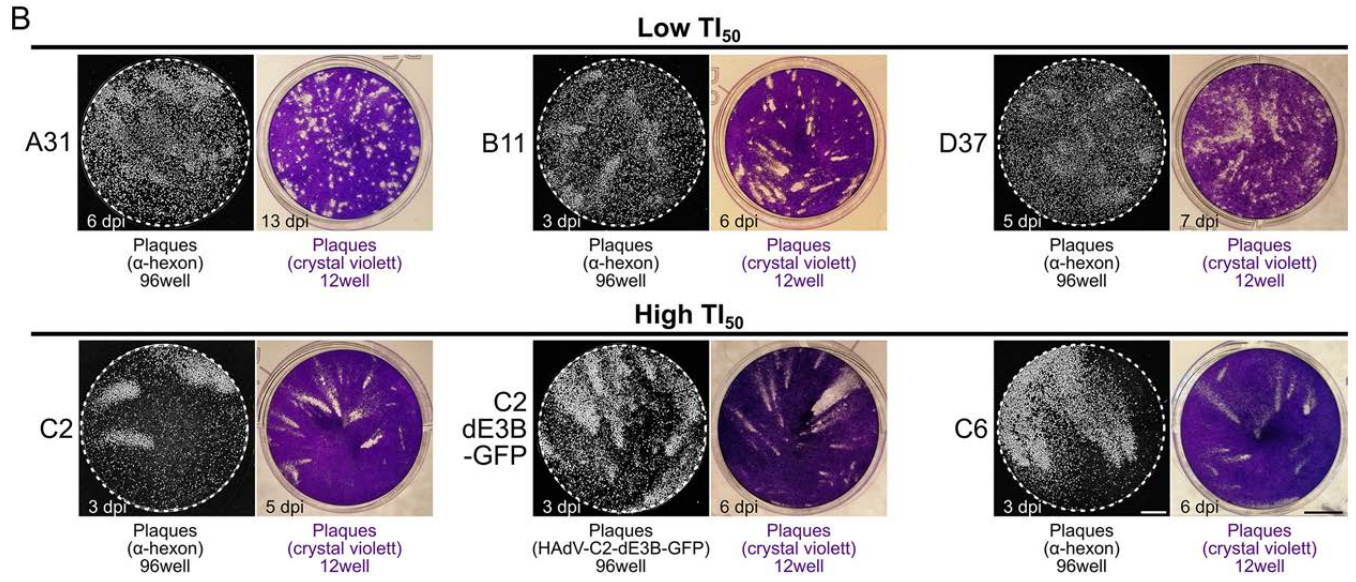 B
Low TI50
A31
6 dpi
13 dpi
Plaques
(α-hexon)
96well
Plaques
(crystal violett)
12well
B11
3 dpi
6 dpi
Plaques
(α-hexon)
96well
Plaques
(crystal violett)
12well
D37
5 dpi
7 dpi
Plaques
(α-hexon)
96well
Plaques
(crystal violett)
12well
High TI50
C2
3 dpi
5 dpi
Plaques
(α-hexon)
96well
Plaques
(crystal violett)
12well
C2
dE3B
-GFP
3 dpi
6 dpi
Plaques
(HAdV-C2-dE3B-GFP)
96well
Plaques
(crystal violett)
12well
C6
3 dpi
6 dpi
Plaques
(α-hexon)
96well
Plaques
(crystal violett)
12well